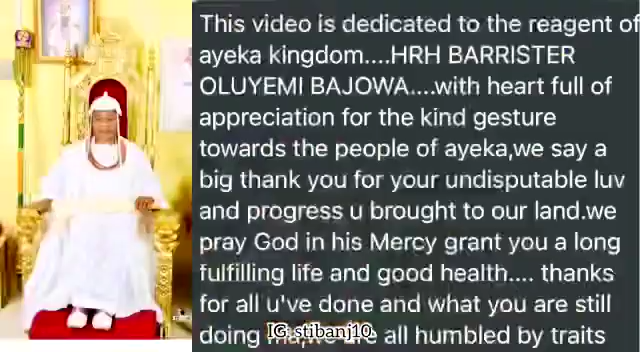 This video is dedicated to the reagent of
ayeka kingdom....HRH BARRISTER
OLUYEMI BAJOWA....with heart full of
appreciation for the kind gesture
towards the people of ayeka,we say a
big thank you for your undisputable luv
and progress u brought to our land.we
pray God in his Mercy grant you a long
fulfilling life and good health.... thanks
for all u've done and what you are still
doing ma,we are all humbled by traits
IG: stibanj10.